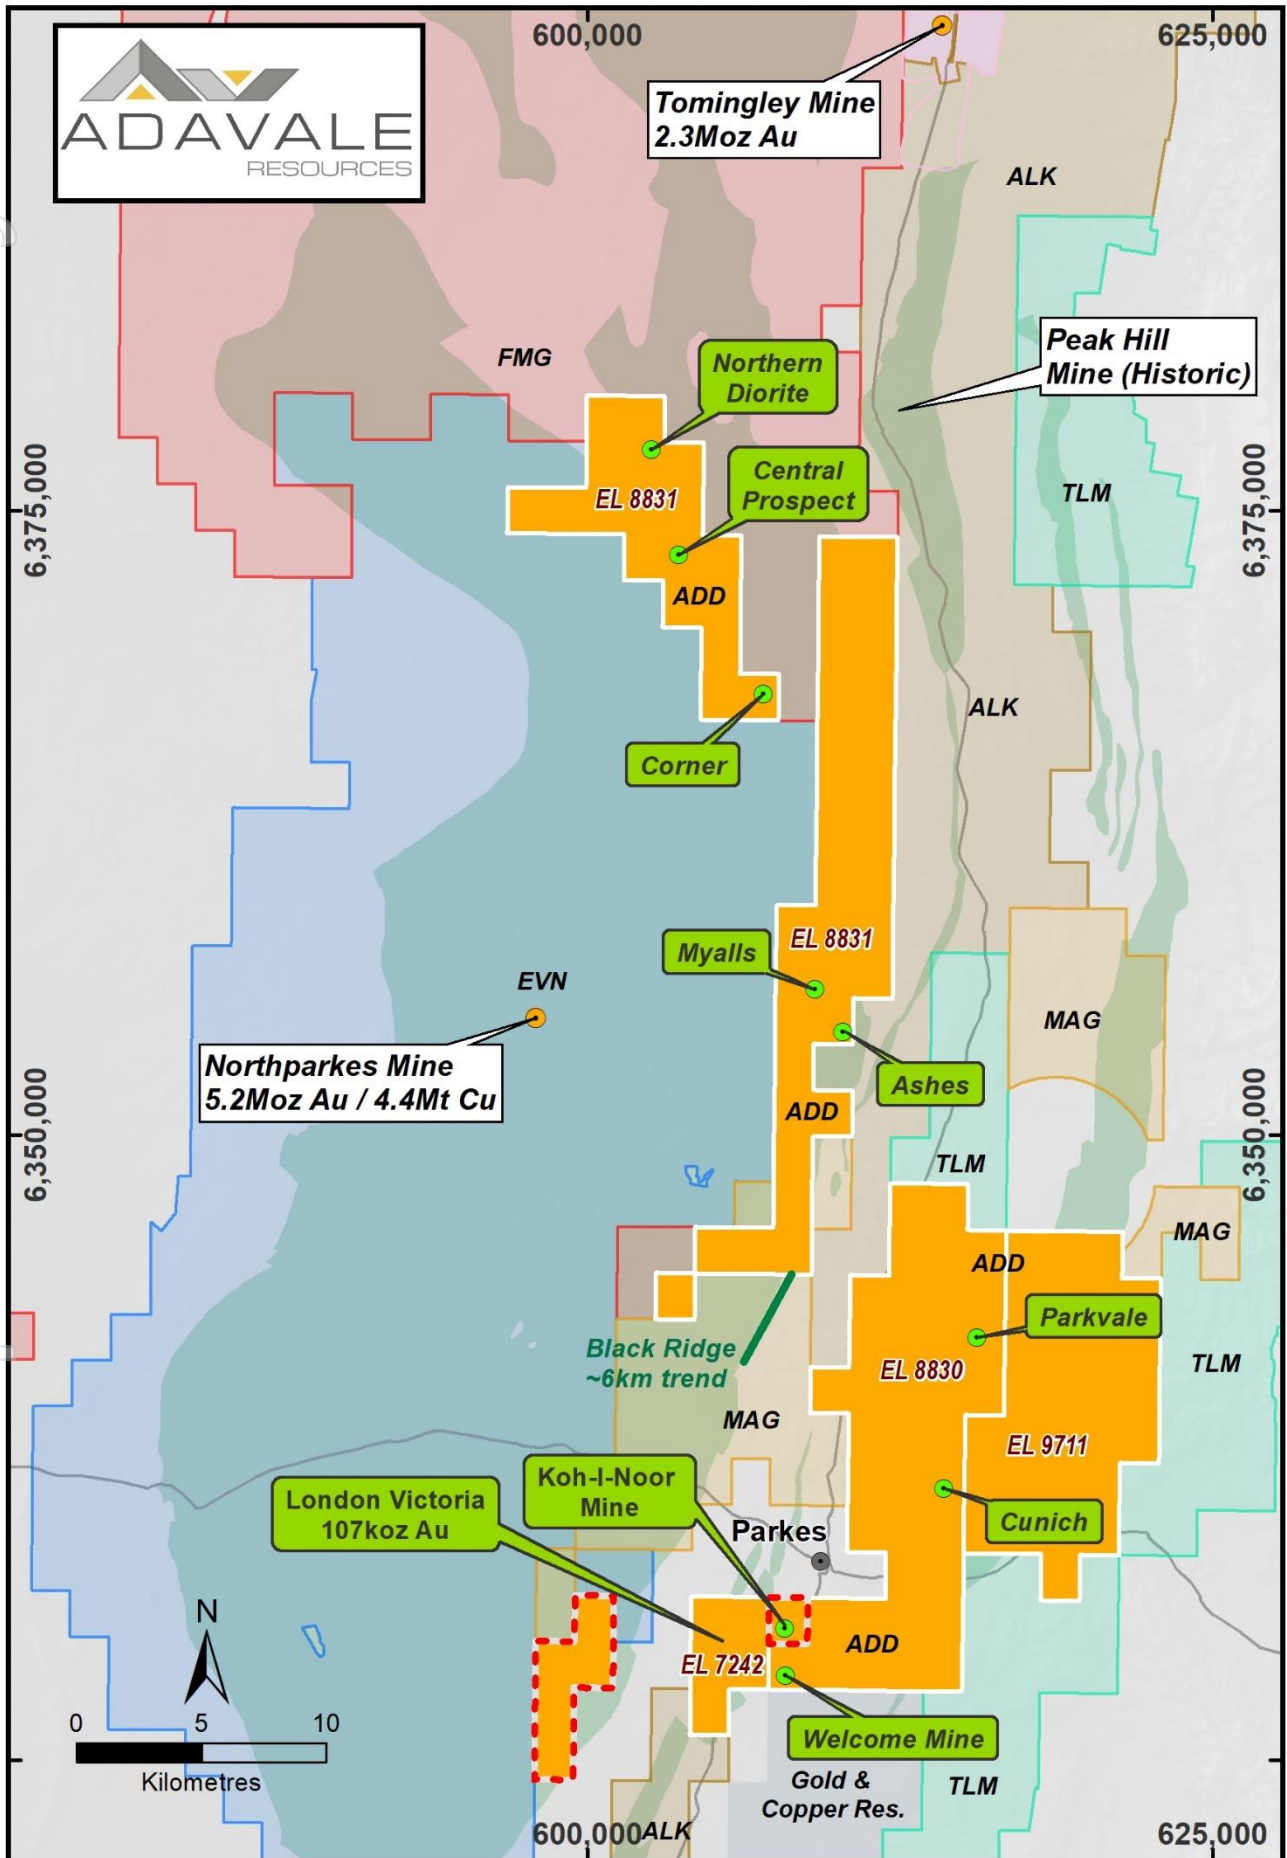 600,000
625,000
ADAVALE
RESOURCES
Tomingley Mine
2.3Moz Au
ALK
Peak Hill
Mine (Historic)
FMG
Northern
Diorite
Central
Prospect
EL 8831
TLM
6,375,000
6,375,000
ADD
ALK
Corner
EL 8831
Myalls
EVN
MAG
Northparkes Mine
5.2Moz Au / 4.4Mt Cu
Ashes
ADD
6,350,000
6,350,000
TLM
MAG
ADD
Parkvale
Black Ridge
~6km trend
EL 8830
TLM
MAG
EL 9711
Koh-I-Noor
Mine
London Victoria
107koz Au
Cunich
Parkes
N
ADD
EL 7242
0 5 10
Kilometres
Welcome Mine
Gold &
Copper Res.
TLM
600,000
ALK
625,000